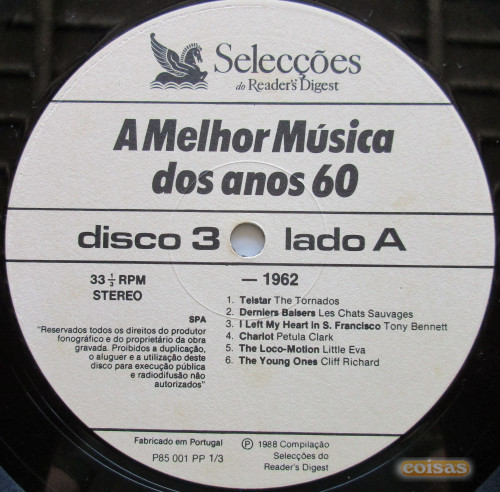 Selecções
do Reader's Digest
A Melhor Música
dos anos 60
disco 3 lado A
33 1/3 RPM
STEREO
SPA
"Reservados todos os direitos do produtor
fonográfico e do proprietário da obra
gravada. Proibidos a duplicação,
o aluguer e a utilização deste
disco para execução pública
e radiodifusão não
autorizados"
— 1962
1. Telstar The Tornados
2. Derniers Baisers Les Chats Sauvages
3. I Left My Heart in S. Francisco Tony Bennett
4. Chariot Petula Clark
5. The Loco-Motion Little Eva
6. The Young Ones Cliff Richard
Fabricado em Portugal
P85 001 PP 1/3
Ⓟ 1988 Compilação
Selecções do
Reader's Digest
coisas